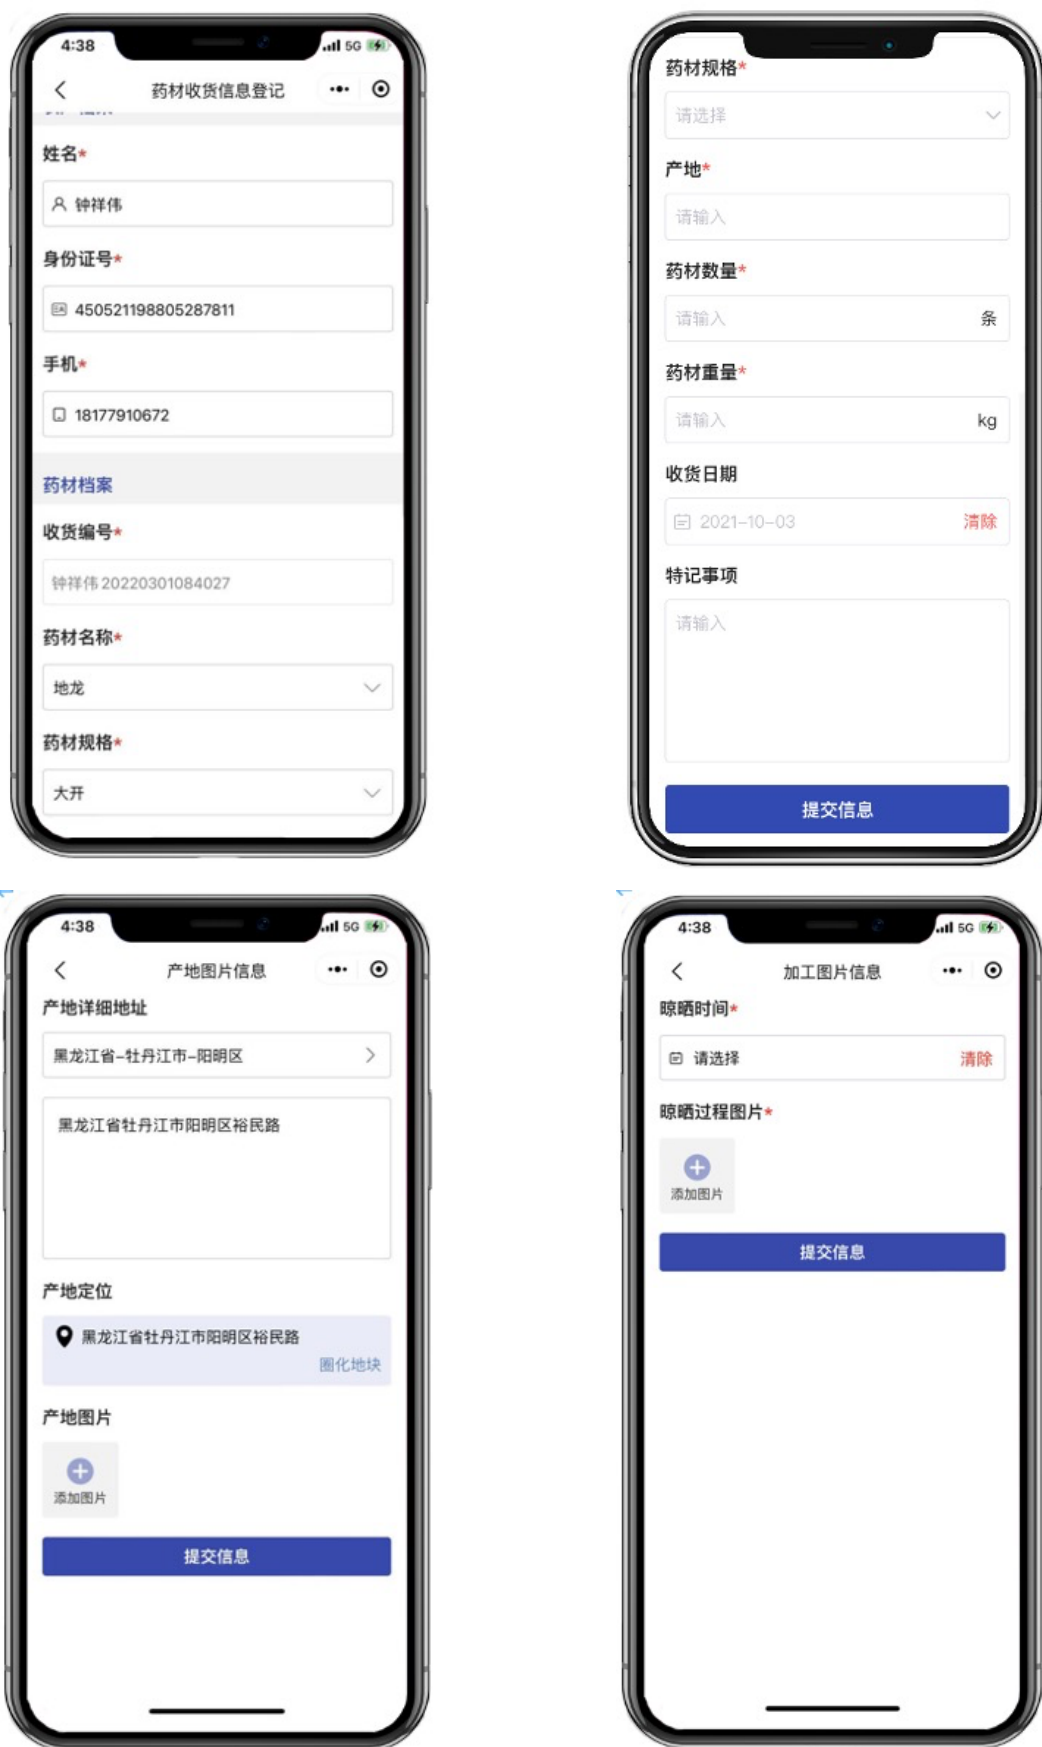 4:38
5G
药材收货信息登记
姓名*
钟祥伟
身份证号*
450521198805287811
手机*
18177910672
药材档案
收货编号*
钟祥伟20220301084027
药材名称*
地龙
药材规格*
大开
药材规格*
请选择
产地*
请输入
药材数量*
请输入 条
药材重量*
请输入 kg
收货日期
2021-10-03 清除
特记事项
请输入
提交信息
4:38
5G
产地图片信息
产地详细地址
黑龙江省-牡丹江市-阳明区
黑龙江省牡丹江市阳明区裕民路
产地定位
黑龙江省牡丹江市阳明区裕民路
圈化地块
产地图片
添加图片
提交信息
4:38
5G
加工图片信息
晾晒时间*
请选择 清除
晾晒过程图片*
添加图片
提交信息